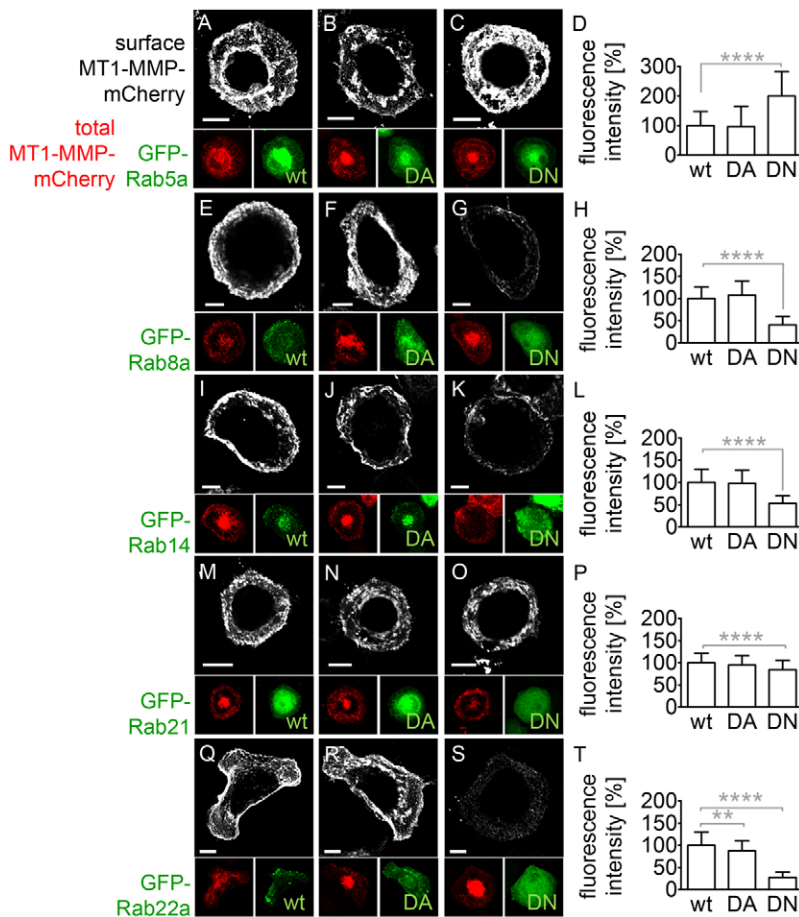 A
B
C
D
surface
MT1-MMP-
mCherry
total
MT1-MMP-
mCherry
GFP-
Rab5a
wt
DA
DN
fluorescence
intensity [%]
300
200
100
0
****
wt DA DN
E
F
G
H
GFP-
Rab8a
wt
DA
DN
fluorescence
intensity [%]
200
150
100
50
0
****
wt DA DN
I
J
K
L
GFP-
Rab14
wt
DA
DN
fluorescence
intensity [%]
200
150
100
50
0
****
wt DA DN
M
N
O
P
GFP-
Rab21
wt
DA
DN
fluorescence
intensity [%]
200
150
100
50
0
****
wt DA DN
Q
R
S
T
GFP-
Rab22a
wt
DA
DN
fluorescence
intensity [%]
200
150
100
50
0
****
**
wt DA DN